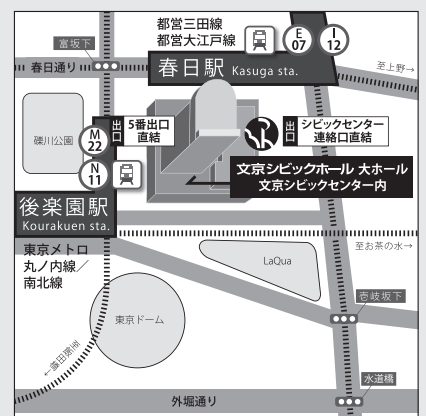 都営三田線
都営大江戸線
E
07
I
12
富坂下
春日通り
春日駅 Kasuga sta.
至上野→
礫川公園
M
22
出口
5番出口
直結
出口
シビックセンター
連絡口直結
N
11
文京シビックホール 大ホール
文京シビックセンター内
後楽園駅
Kourakuen sta.
東京メトロ
丸ノ内線／
南北線
至お茶の水→
LaQua
壱岐坂下
東京ドーム
←至飯田橋
水道橋
外堀通り